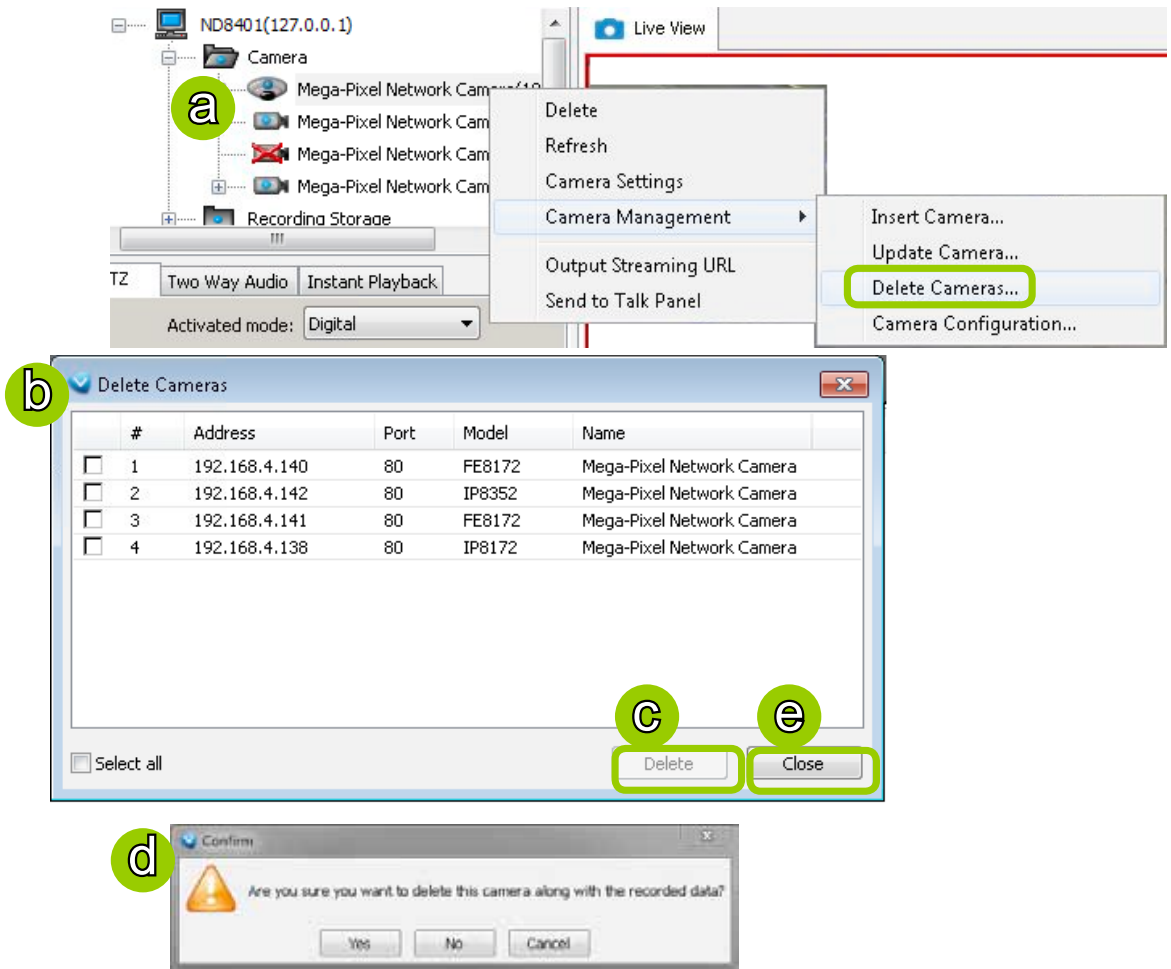 ND8401(127.0.0.1)
Live View
Camera
a
Mega-Pixel Network Camera(19
Mega-Pixel Network Cam
Mega-Pixel Network Cam
Mega-Pixel Network Cam
Recording Storage
Delete
Refresh
Camera Settings
Camera Management
Output Streaming URL
Send to Talk Panel
Insert Camera...
Update Camera...
Delete Cameras...
Camera Configuration...
TZ Two Way Audio Instant Playback
Activated mode: Digital
b
Delete Cameras
# Address Port Model Name
1 192.168.4.140 80 FE8172 Mega-Pixel Network Camera
2 192.168.4.142 80 IP8352 Mega-Pixel Network Camera
3 192.168.4.141 80 FE8172 Mega-Pixel Network Camera
4 192.168.4.138 80 IP8172 Mega-Pixel Network Camera
c e
Select all Delete Close
d
Confirm
Are you sure you want to delete this camera along with the recorded data?
Yes No Cancel